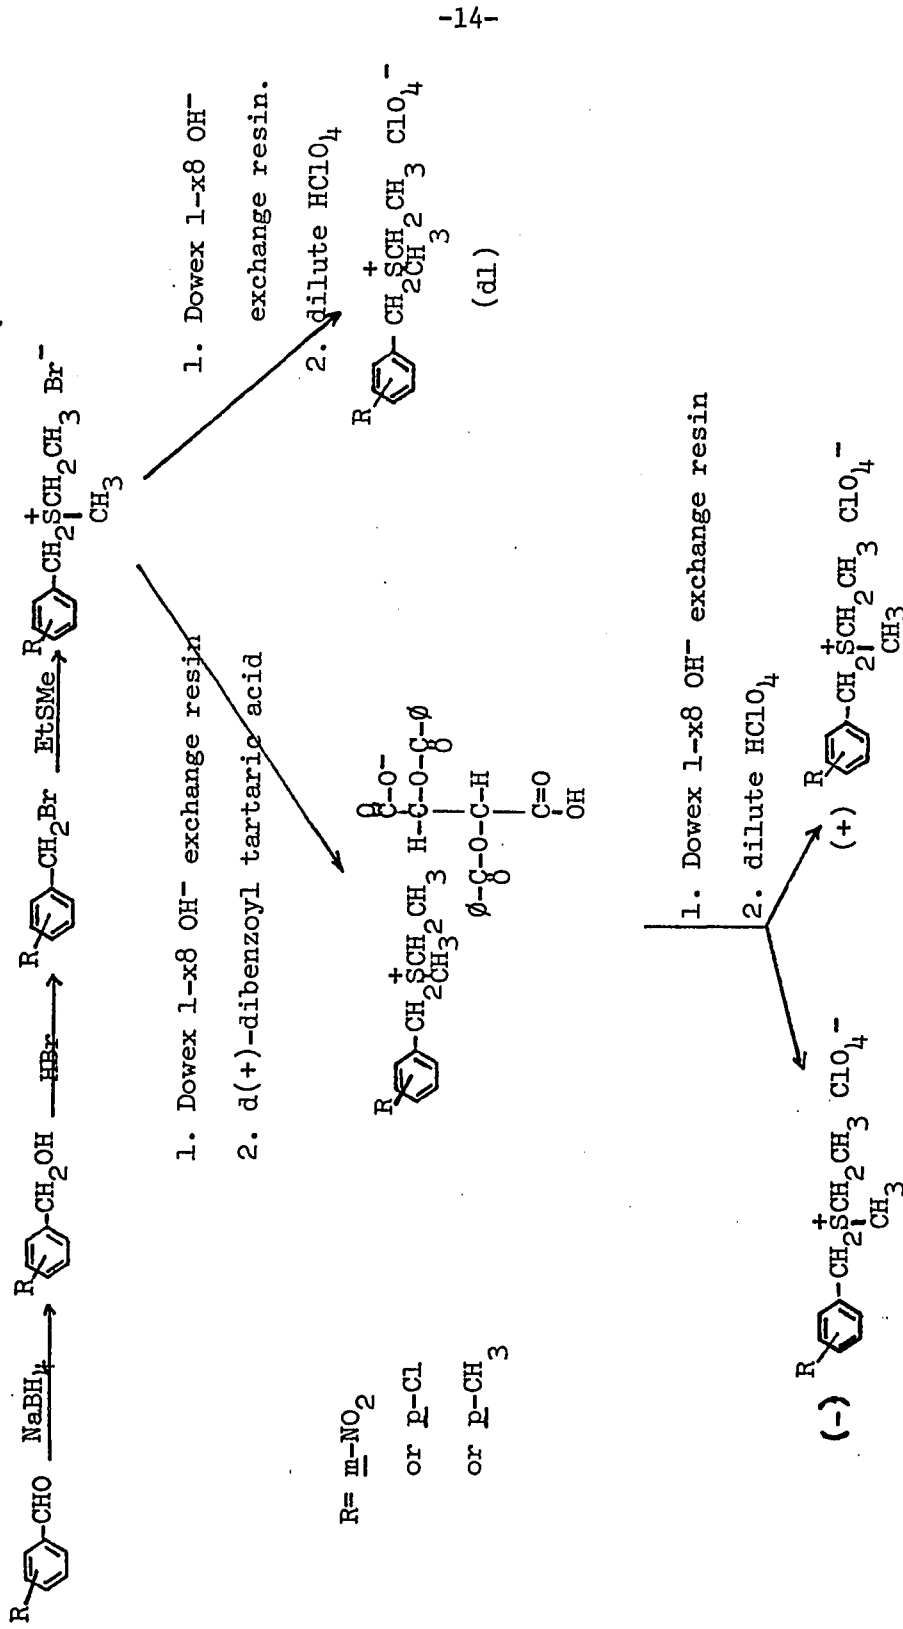 -14-
R -CHO NaBH4 R -CH2OH HBr R -CH2Br EtSMe R -CH2SCH2CH3 Br−
+
CH3
1. Dowex 1-x8 OH− exchange resin
2. d(+)-dibenzoyl tartaric acid
1. Dowex 1-x8 OH−
exchange resin.
2. dilute HClO4
R= m-NO2
or p-Cl
or p-CH3
R -CH2SCH2CH3
+
CH3
O
C-O−
H-C-O-C-Ø
O
Ø-C-O-C-H
O
C=O
OH
R - CH2SCH2CH3 ClO4−
+
CH3
(dl)
1. Dowex 1-x8 OH− exchange resin
2. dilute HClO4
(-)
R -CH2SCH2CH3 ClO4−
+
CH3
(+)
R -CH2SCH2CH3 ClO4−
+
CH3